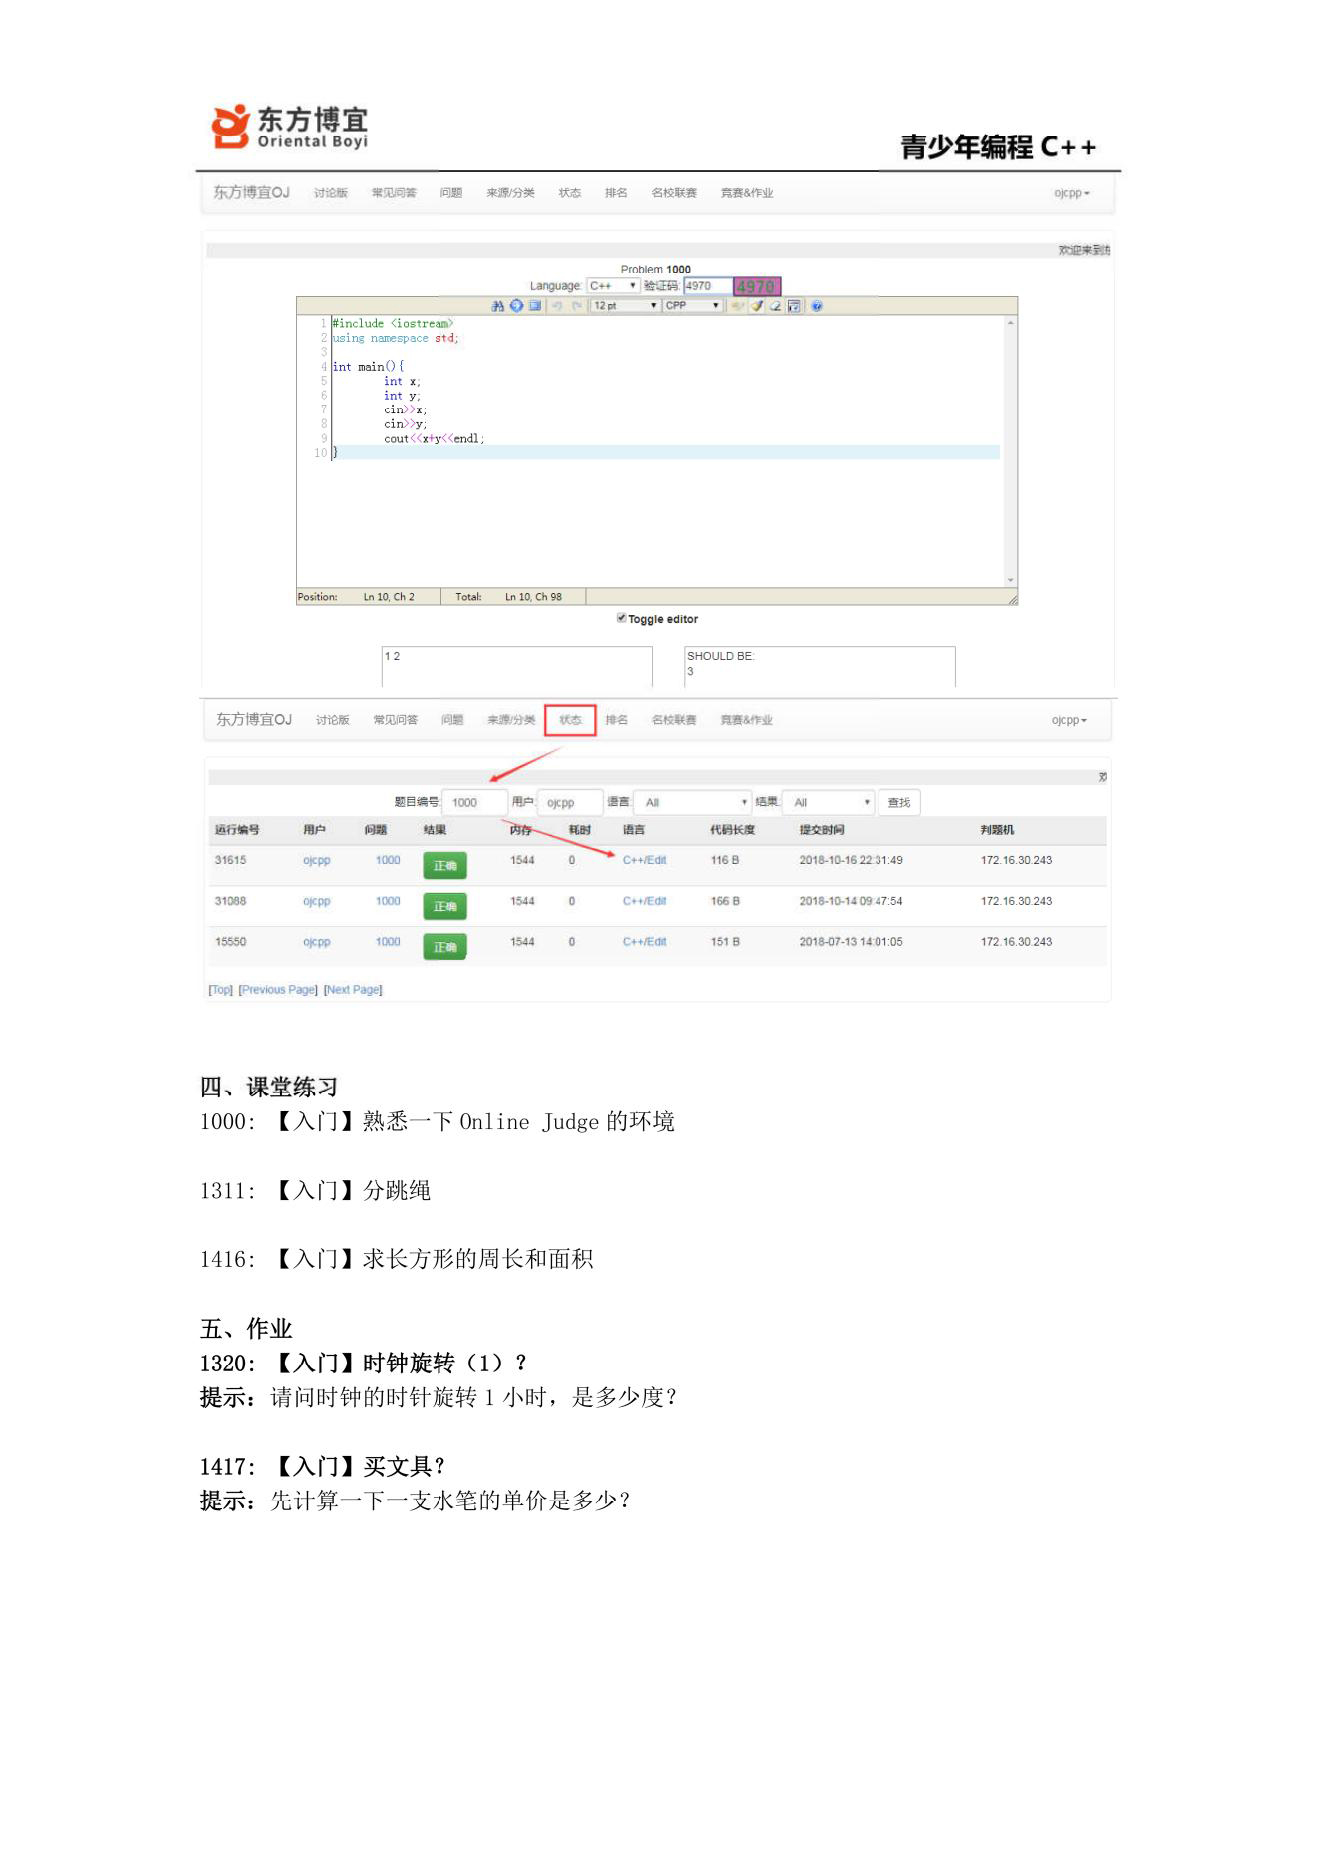 东方博宜
Oriental Boyi
青少年编程 C++
东方博宜OJ 讨论版 常见问答 问题 来源/分类 状态 排名 名校联赛 竞赛&作业 ojcpp
欢迎来到
Problem 1000
Language: C++ 验证码: 4970 4970
12 pt CPP
1 #include <iostream>
2 using namespace std;
3
4 int main(){
5 int x;
6 int y;
7 cin>>x;
8 cin>>y;
9 cout<<x+y<<endl;
10 }
Position: Ln 10, Ch 2 Total: Ln 10, Ch 98
Toggle editor
1 2 SHOULD BE:
3
东方博宜OJ 讨论版 常见问答 问题 来源/分类 状态 排名 名校联赛 竞赛&作业 ojcpp
题目编号: 1000 用户: ojcpp 语言: All 结果: All 查找
运行编号 用户 问题 结果 内存 耗时 语言 代码长度 提交时间 判题机
31615 ojcpp 1000 正确 1544 0 C++/Edit 116 B 2018-10-16 22:31:49 172.16.30.243
31088 ojcpp 1000 正确 1544 0 C++/Edit 166 B 2018-10-14 09:47:54 172.16.30.243
15550 ojcpp 1000 正确 1544 0 C++/Edit 151 B 2018-07-13 14:01:05 172.16.30.243
[Top] [Previous Page] [Next Page]
四、课堂练习
1000: 【入门】熟悉一下 Online Judge 的环境
1311: 【入门】分跳绳
1416: 【入门】求长方形的周长和面积
五、作业
1320: 【入门】时钟旋转（1）？
提示：请问时钟的时针旋转 1 小时，是多少度？
1417: 【入门】买文具？
提示：先计算一下一支水笔的单价是多少？